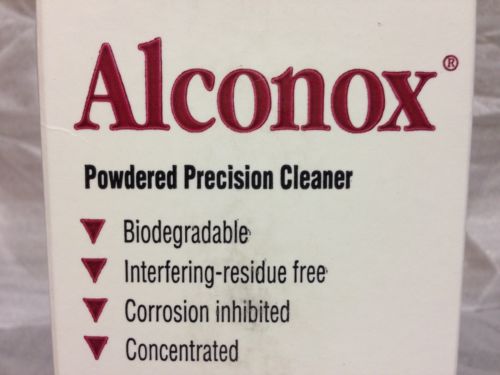 Alconox®
Powdered Precision Cleaner
Biodegradable
Interfering-residue free
Corrosion inhibited
Concentrated